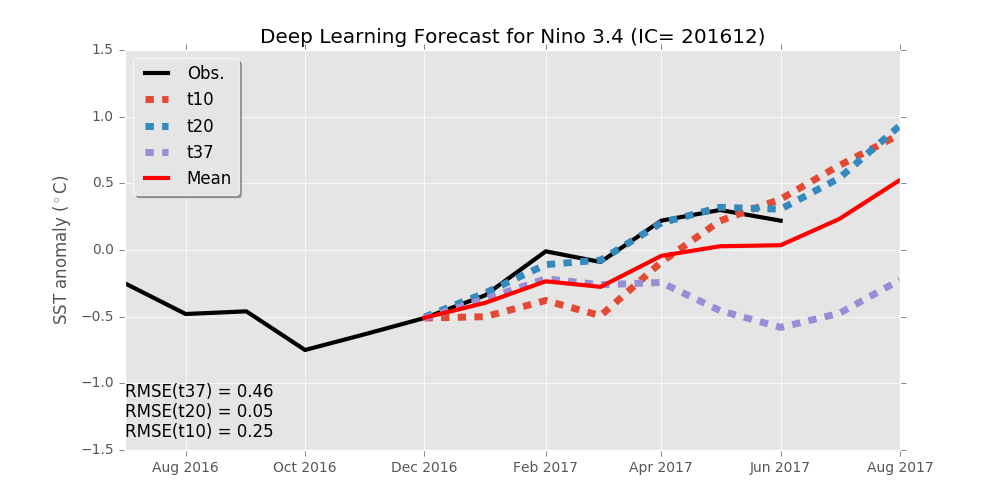 Deep Learning Forecast for Nino 3.4 (IC= 201612)
1.5
1.0
0.5
0.0
−0.5
−1.0
−1.5
SST anomaly (°C)
Obs.
t10
t20
t37
Mean
RMSE(t37) = 0.46
RMSE(t20) = 0.05
RMSE(t10) = 0.25
Aug 2016
Oct 2016
Dec 2016
Feb 2017
Apr 2017
Jun 2017
Aug 2017